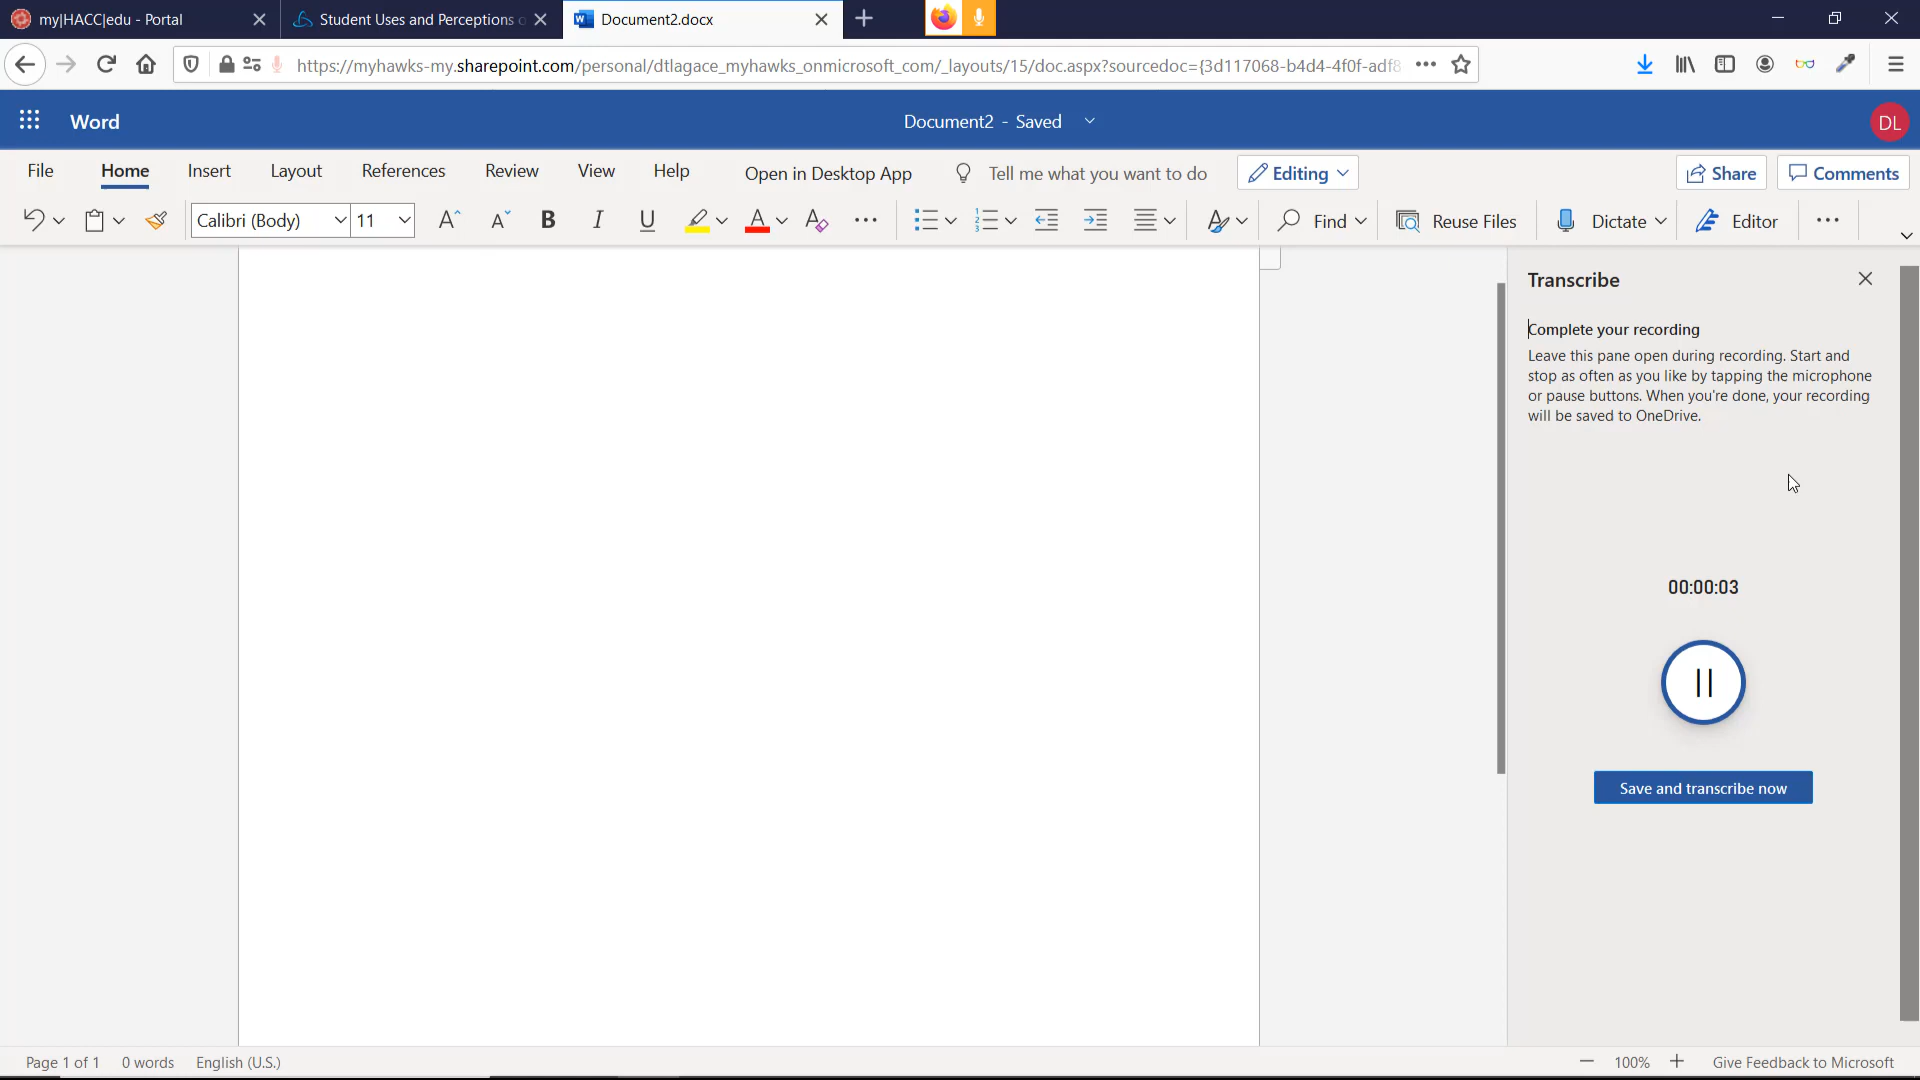 my|HACC|edu - Portal
Student Uses and Perceptions o
Document2.docx
https://myhawks-my.sharepoint.com/personal/dtlagace_myhawks_onmicrosoft_com/_layouts/15/doc.aspx?sourcedoc={3d117068-b4d4-4f0f-adf8
Word
Document2 - Saved
DL
File Home Insert Layout References Review View Help Open in Desktop App Tell me what you want to do Editing Share Comments
Calibri (Body) 11 Find Reuse Files Dictate Editor
Transcribe
Complete your recording
Leave this pane open during recording. Start and
stop as often as you like by tapping the microphone
or pause buttons. When you're done, your recording
will be saved to OneDrive.
00:00:03
Save and transcribe now
Page 1 of 1 0 words English (U.S.) 100% Give Feedback to Microsoft